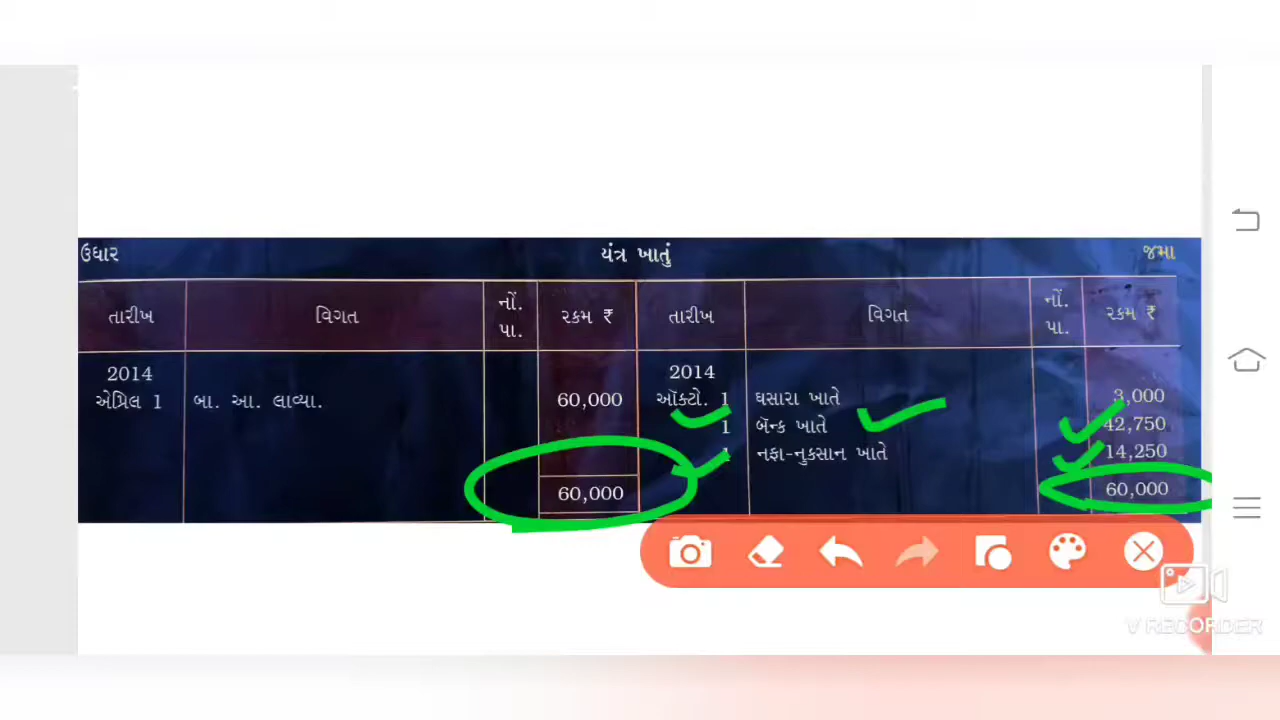 ઉધાર યંત્ર ખાતું જમા
તારીખ વિગત નોં. પા. રકમ ₹ તારીખ વિગત નોં. પા. રકમ ₹
2014 2014
એપ્રિલ 1 બા. આ. લાવ્યા. 60,000 ઑક્ટો. 1 ઘસારા ખાતે 3,000
1 બૅન્ક ખાતે 42,750
1 નફા-નુકસાન ખાતે 14,250
60,000 60,000
V RECORDER